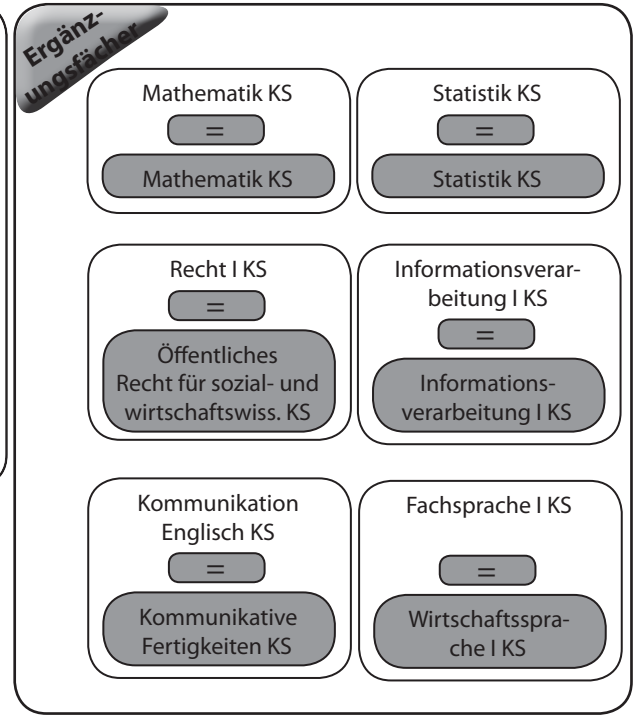 Ergänz-
ungsfächer
Mathematik KS
=
Mathematik KS
Statistik KS
=
Statistik KS
Recht I KS
=
Öffentliches
Recht für sozial- und
wirtschaftswiss. KS
Informationsverar-
beitung I KS
=
Informations-
verarbeitung I KS
Kommunikation
Englisch KS
=
Kommunikative
Fertigkeiten KS
Fachsprache I KS
=
Wirtschaftsspra-
che I KS